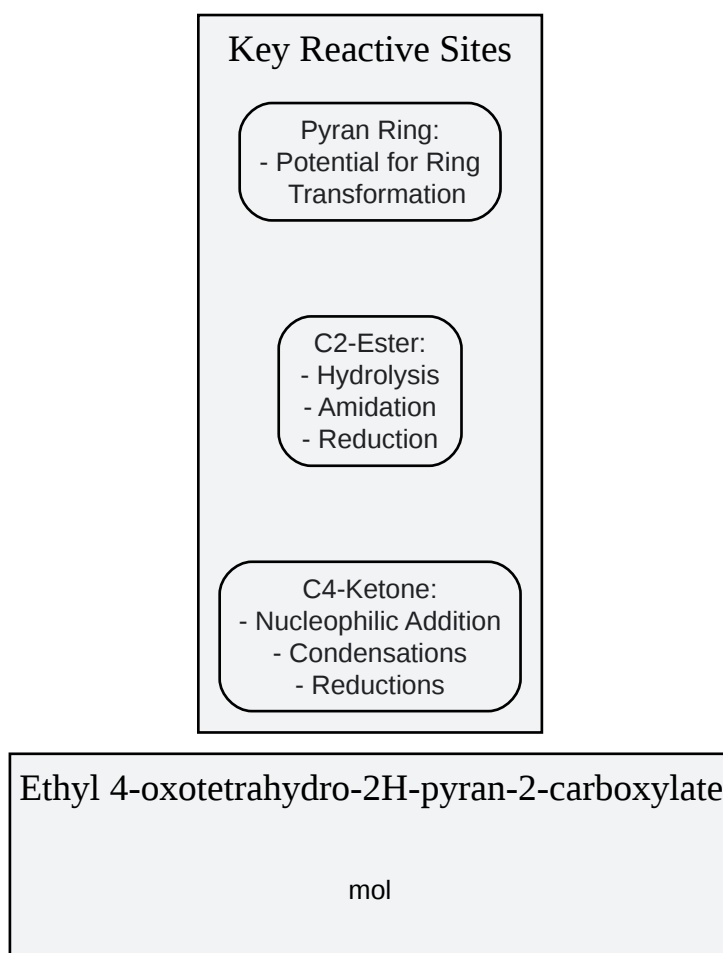 Key Reactive Sites
Pyran Ring:
- Potential for Ring
Transformation
C2-Ester:
- Hydrolysis
- Amidation
- Reduction
C4-Ketone:
- Nucleophilic Addition
- Condensations
- Reductions
Ethyl 4-oxotetrahydro-2H-pyran-2-carboxylate
mol